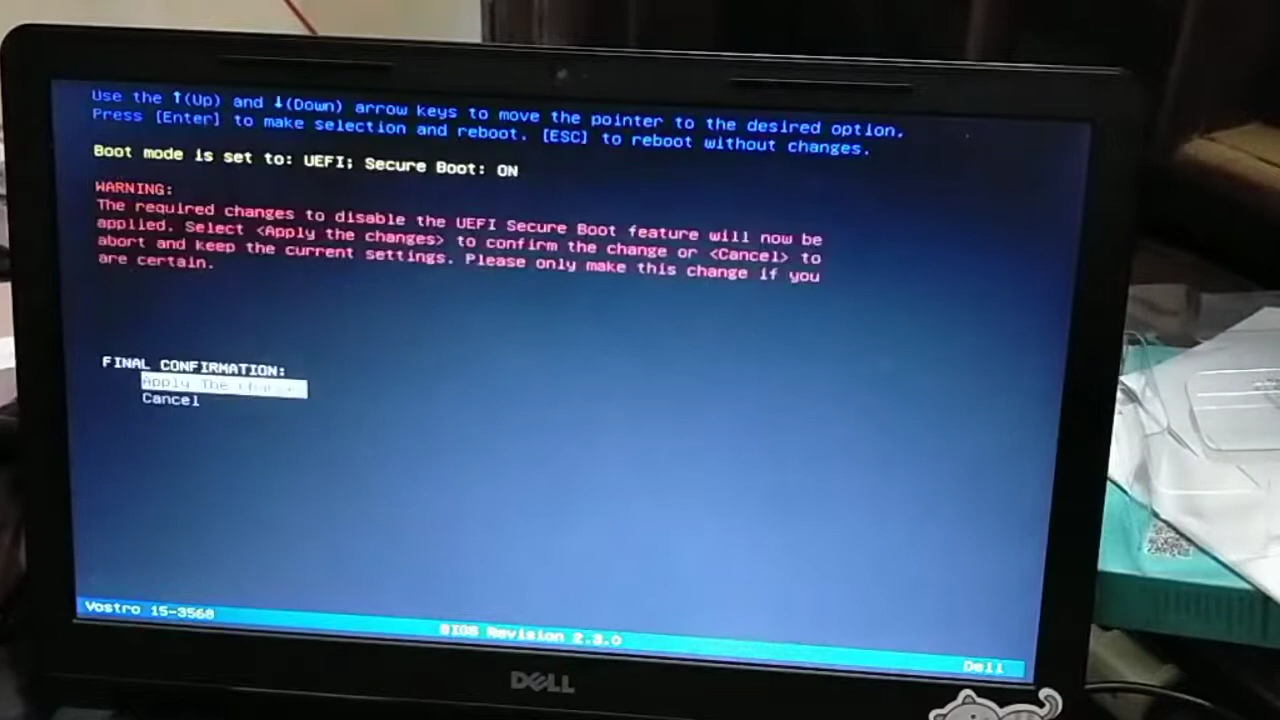 Use the ↑(Up) and ↓(Down) arrow keys to move the pointer to the desired option.
Press [Enter] to make selection and reboot. [ESC] to reboot without changes.
Boot mode is set to: UEFI; Secure Boot: ON
WARNING:
The required changes to disable the UEFI Secure Boot feature will now be
applied. Select <Apply the changes> to confirm the change or <Cancel> to
abort and keep the current settings. Please only make this change if you
are certain.
FINAL CONFIRMATION:
Apply The
Cancel
Vostro 15-3568
BIOS Revision 2.3.0
Dell
DELL